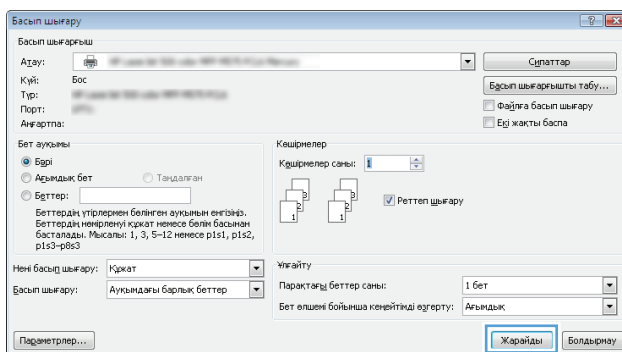 Басып шығару
Басып шығарғыш
Атау:
Сипаттар
Күй: Бос
Басып шығарғышты табу...
Түр:
Порт:
Файлға басып шығару
Аңғартпа:
Екі жақты баспа
Бет ауқымы
Бәрі
Ағымдық бет
Таңдалған
Беттер:
Беттердің үтірлермен бөлінген ауқымын енгізіңіз.
Беттердің нөмірленуі құжат немесе бөлім басынан
басталады. Мысалы: 1, 3, 5–12 немесе p1s1, p1s2,
p1s3–p8s3
Көшірмелер
Көшірмелер саны: 1
Реттеп шығару
Нені басып шығару: Құжат
Басып шығару: Ауқымдағы барлық беттер
Ұлғайту
Парақтағы беттер саны: 1 бет
Бет өлшемі бойынша кеңейтімді өзгерту: Ағымдық
Параметрлер...
Жарайды
Болдырмау